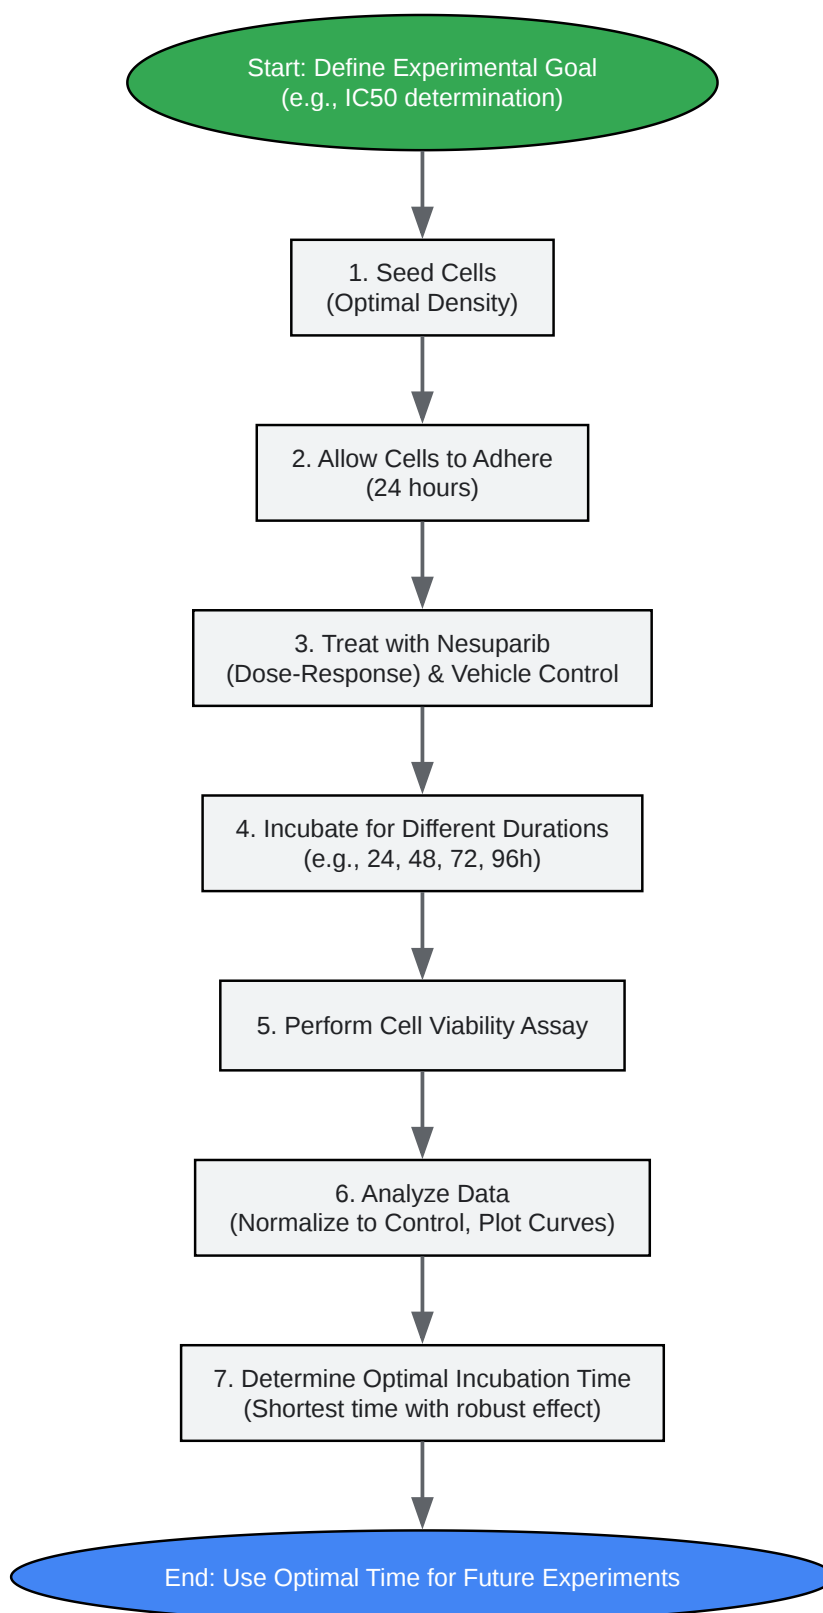 Start: Define Experimental Goal
(e.g., IC50 determination)
1. Seed Cells
(Optimal Density)
2. Allow Cells to Adhere
(24 hours)
3. Treat with Nesuparib
(Dose-Response) & Vehicle Control
4. Incubate for Different Durations
(e.g., 24, 48, 72, 96h)
5. Perform Cell Viability Assay
6. Analyze Data
(Normalize to Control, Plot Curves)
7. Determine Optimal Incubation Time
(Shortest time with robust effect)
End: Use Optimal Time for Future Experiments